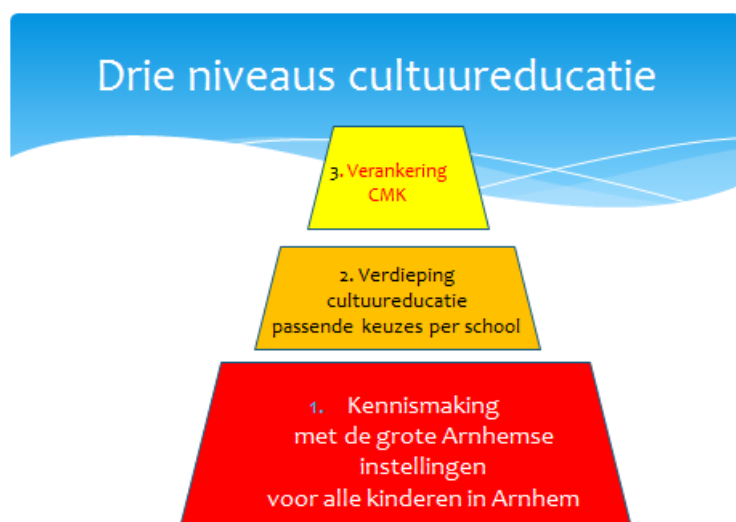 Drie niveaus cultuureducatie
3. Verankering
CMK
2. Verdieping
cultuureducatie
passende keuzes per school
1. Kennismaking
met de grote Arnhemse
instellingen
voor alle kinderen in Arnhem